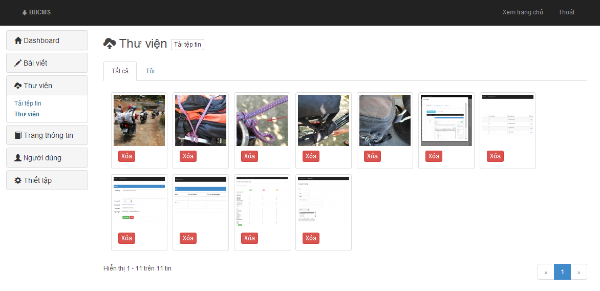 Xem trang chủ Thoát
Dashboard
Bài viết
Thư viện
Tải tệp tin
Thư viện
Trang thông tin
Người dùng
Thiết lập
Thư viện Tải tệp tin
Tất cả Tôi
Xóa Xóa Xóa Xóa Xóa Xóa Xóa
Xóa Xóa Xóa Xóa
Hiển thị 1 - 11 trên 11 tin
« 1 »